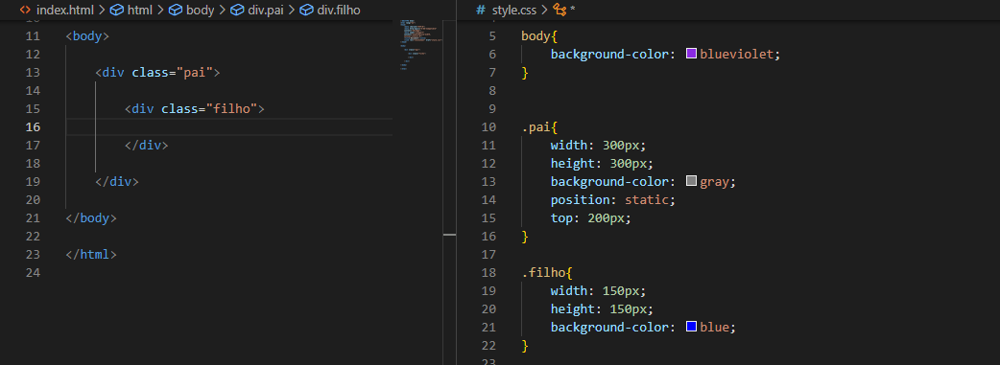 index.html > html > body > div.pai > div.filho
11 <body>
12
13 <div class="pai">
14
15 <div class="filho">
16
17 </div>
18
19 </div>
20
21 </body>
22
23 </html>
24
# style.css > *
5 body{
6 background-color: blueviolet;
7 }
8
9
10 .pai{
11 width: 300px;
12 height: 300px;
13 background-color: gray;
14 position: static;
15 top: 200px;
16 }
17
18 .filho{
19 width: 150px;
20 height: 150px;
21 background-color: blue;
22 }